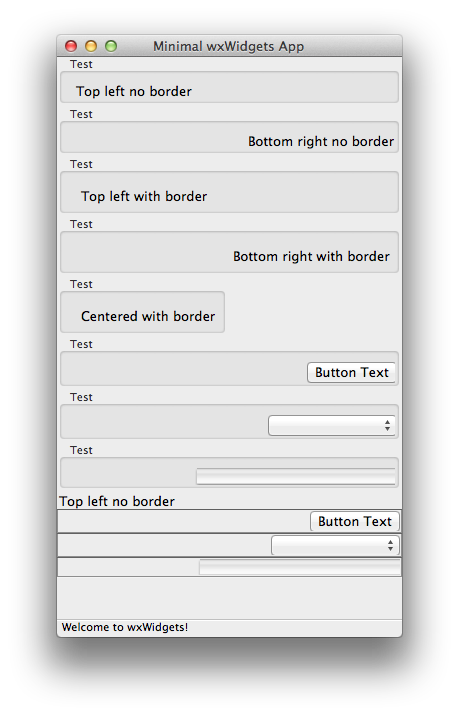 Minimal wxWidgets App
Test
Top left no border
Test
Bottom right no border
Test
Top left with border
Test
Bottom right with border
Test
Centered with border
Test
Button Text
Test
Test
Top left no border
Button Text
Welcome to wxWidgets!